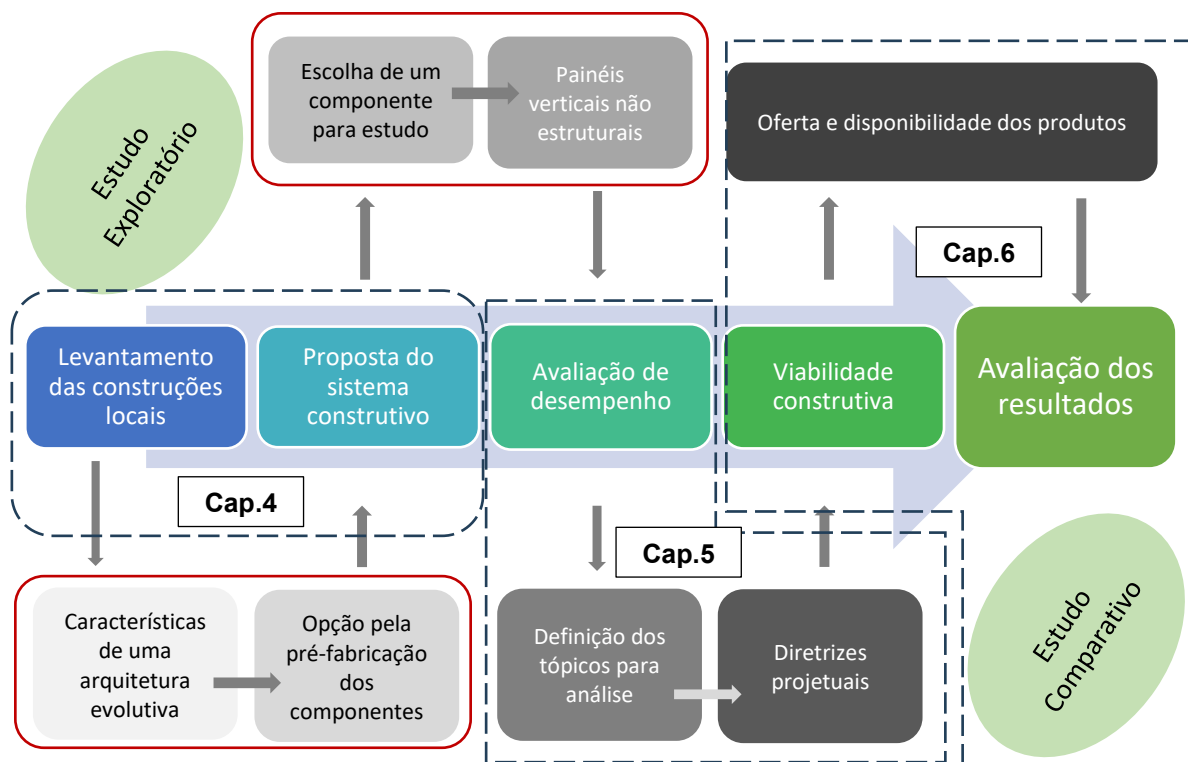 Estudo
Exploratório
Escolha de um
componente
para estudo
Painéis
verticais não
estruturais
Oferta e disponibilidade dos produtos
Cap.6
Levantamento
das construções
locais
Proposta do
sistema
construtivo
Avaliação de
desempenho
Viabilidade
construtiva
Avaliação dos
resultados
Cap.4
Cap.5
Características
de uma
arquitetura
evolutiva
Opção pela
pré-fabricação
dos
componentes
Definição dos
tópicos para
análise
Diretrizes
projetuais
Estudo
Comparativo